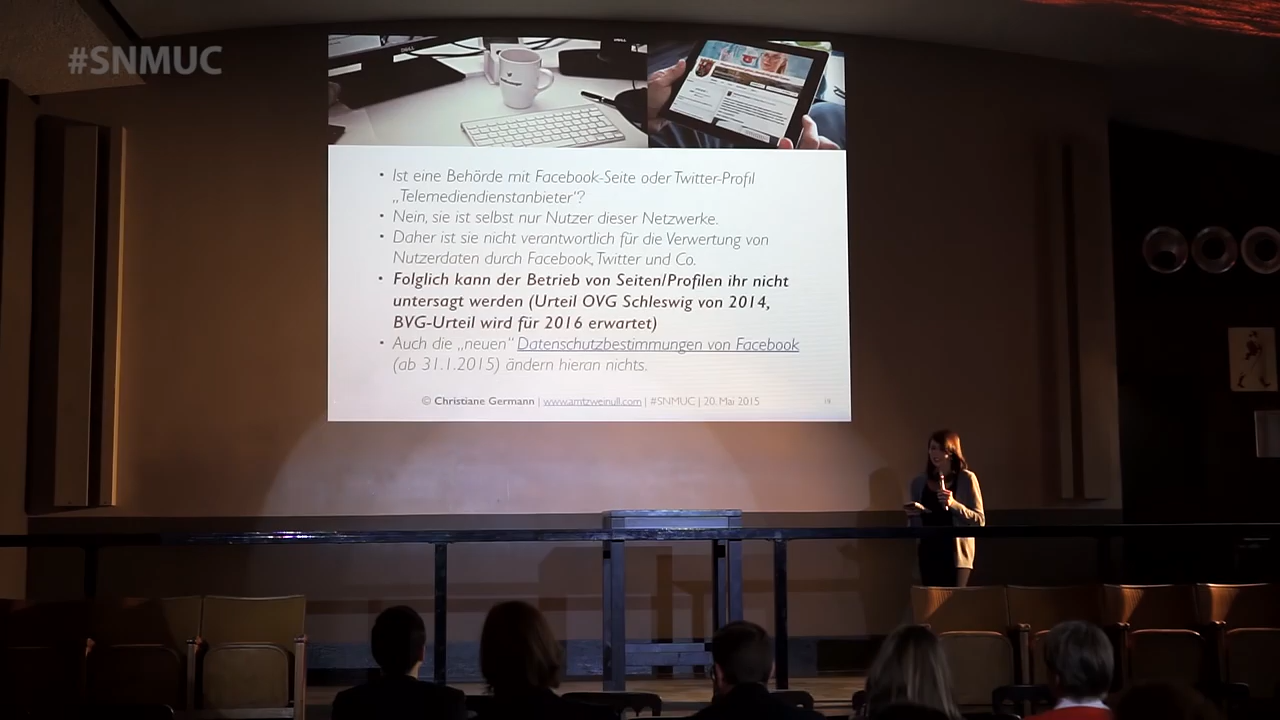 #SNMUC
DELL
DELL
• Ist eine Behörde mit Facebook-Seite oder Twitter-Profil
„Telemediendienstanbieter“?
• Nein, sie ist selbst nur Nutzer dieser Netzwerke.
• Daher ist sie nicht verantwortlich für die Verwertung von
Nutzerdaten durch Facebook, Twitter und Co.
• Folglich kann der Betrieb von Seiten/Profilen ihr nicht
untersagt werden (Urteil OVG Schleswig von 2014,
BVG-Urteil wird für 2016 erwartet)
• Auch die „neuen“ Datenschutzbestimmungen von Facebook
(ab 31.1.2015) ändern hieran nichts.
© Christiane Germann | www.amtzweinull.com | #SNMUC | 20. Mai 2015